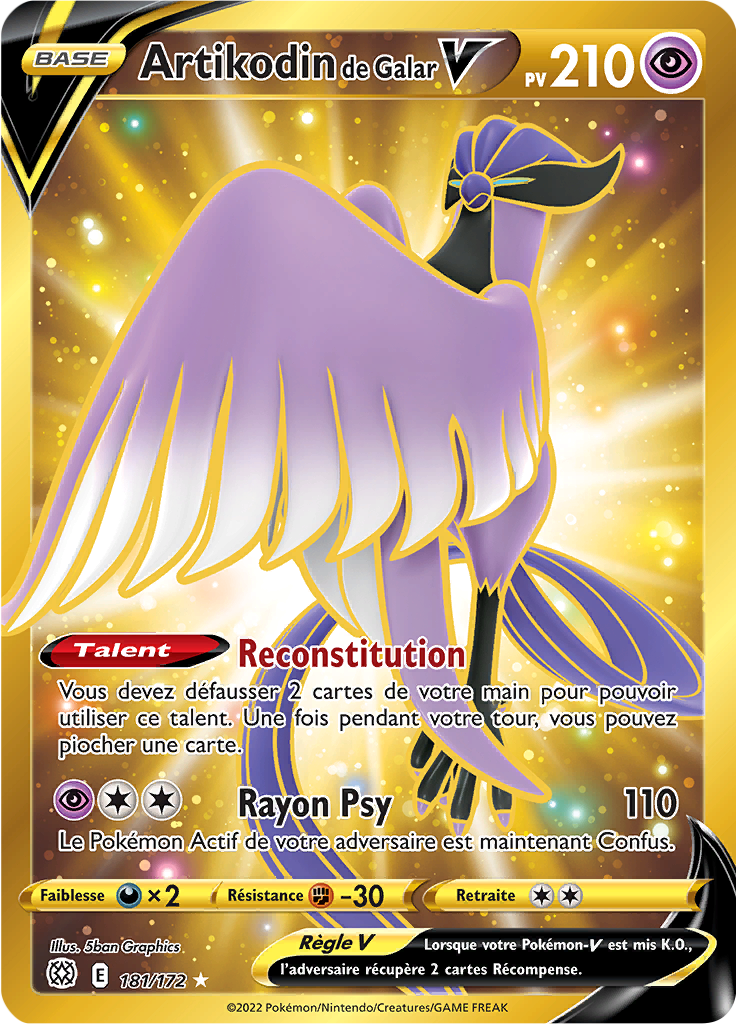 BASE
Artikodin de Galar V
PV 210
Talent Reconstitution
Vous devez défausser 2 cartes de votre main pour pouvoir
utiliser ce talent. Une fois pendant votre tour, vous pouvez
piocher une carte.
Rayon Psy 110
Le Pokémon Actif de votre adversaire est maintenant Confus.
Faiblesse ×2 Résistance -30 Retraite
Illus. 5ban Graphics
Règle V Lorsque votre Pokémon-V est mis K.O.,
l'adversaire récupère 2 cartes Récompense.
E 181/172 ★
©2022 Pokémon/Nintendo/Creatures/GAME FREAK